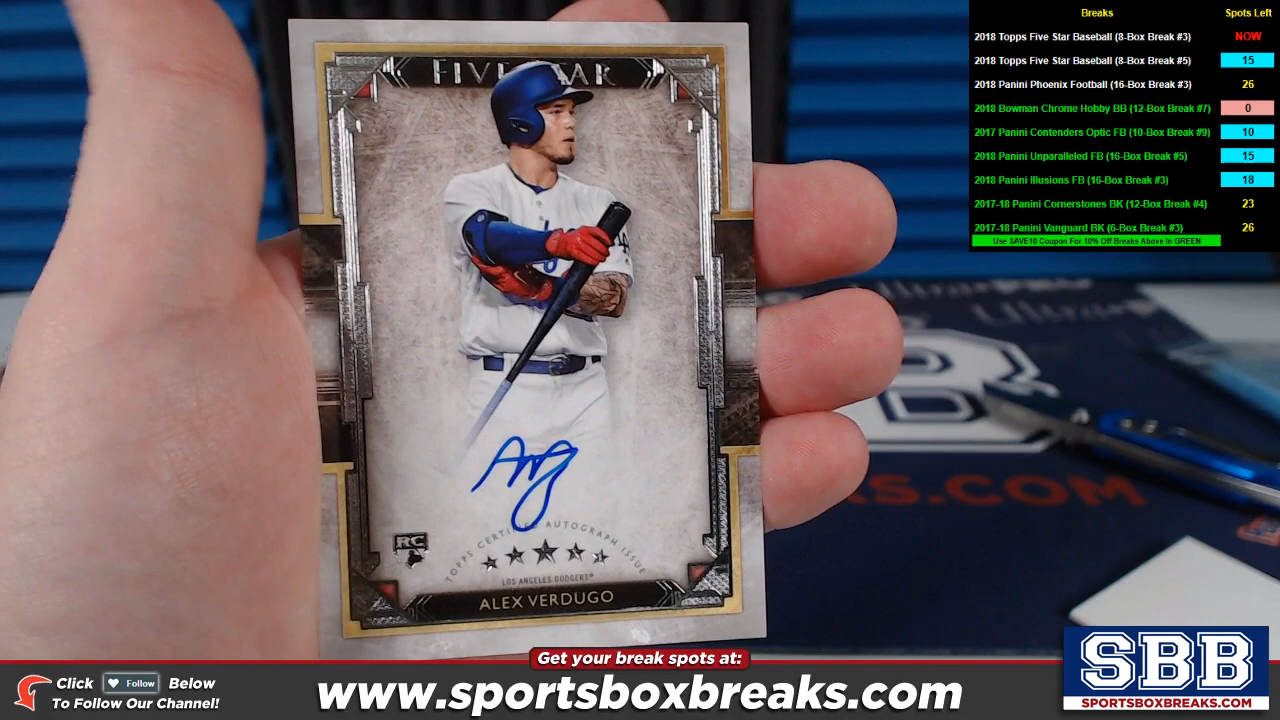 Breaks Spots Left
2018 Topps Five Star Baseball (8-Box Break #3) NOW
2018 Topps Five Star Baseball (8-Box Break #5) 15
2018 Panini Phoenix Football (16-Box Break #3) 26
2018 Bowman Chrome Hobby BB (12-Box Break #7) 0
2017 Panini Contenders Optic FB (10-Box Break #9) 10
2018 Panini Unparalleled FB (16-Box Break #5) 15
2018 Panini Illusions FB (16-Box Break #3) 18
2017-18 Panini Cornerstones BK (12-Box Break #4) 23
2017-18 Panini Vanguard BK (6-Box Break #3) 26
Use SAVE10 Coupon For 10% Off Breaks Above In GREEN
FIVE STAR
RC
TOPPS CERTIFIED AUTOGRAPH ISSUE
LOS ANGELES DODGERS®
ALEX VERDUGO
B
KS.COM
Get your break spots at:
Click Follow Below
To Follow Our Channel!
www.sportsboxbreaks.com
SBB
SPORTSBOXBREAKS.COM